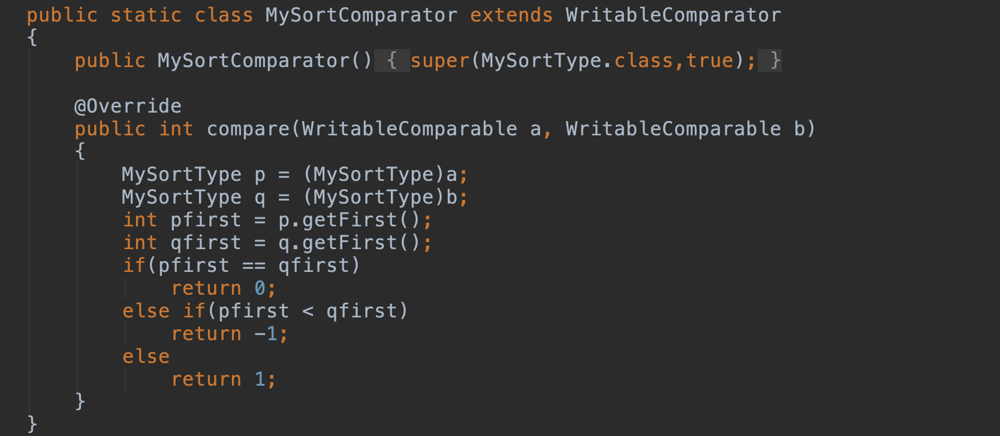 public static class MySortComparator extends WritableComparator
{
    public MySortComparator() { super(MySortType.class,true); }

    @Override
    public int compare(WritableComparable a, WritableComparable b)
    {
        MySortType p = (MySortType)a;
        MySortType q = (MySortType)b;
        int pfirst = p.getFirst();
        int qfirst = q.getFirst();
        if(pfirst == qfirst)
            return 0;
        else if(pfirst < qfirst)
            return -1;
        else
            return 1;
    }
}